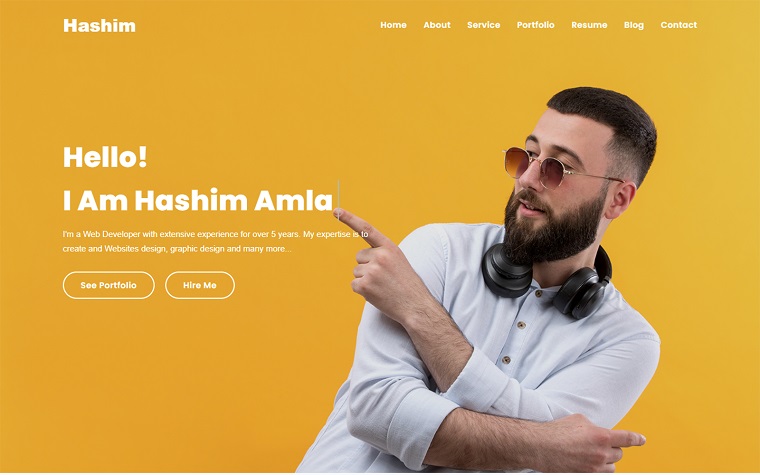 Hashim
Home About Service Portfolio Resume Blog Contact
Hello!
I Am Hashim Amla
I'm a Web Developer with extensive experience for over 5 years. My expertise is to
create and Websites design, graphic design and many more...
See Portfolio Hire Me